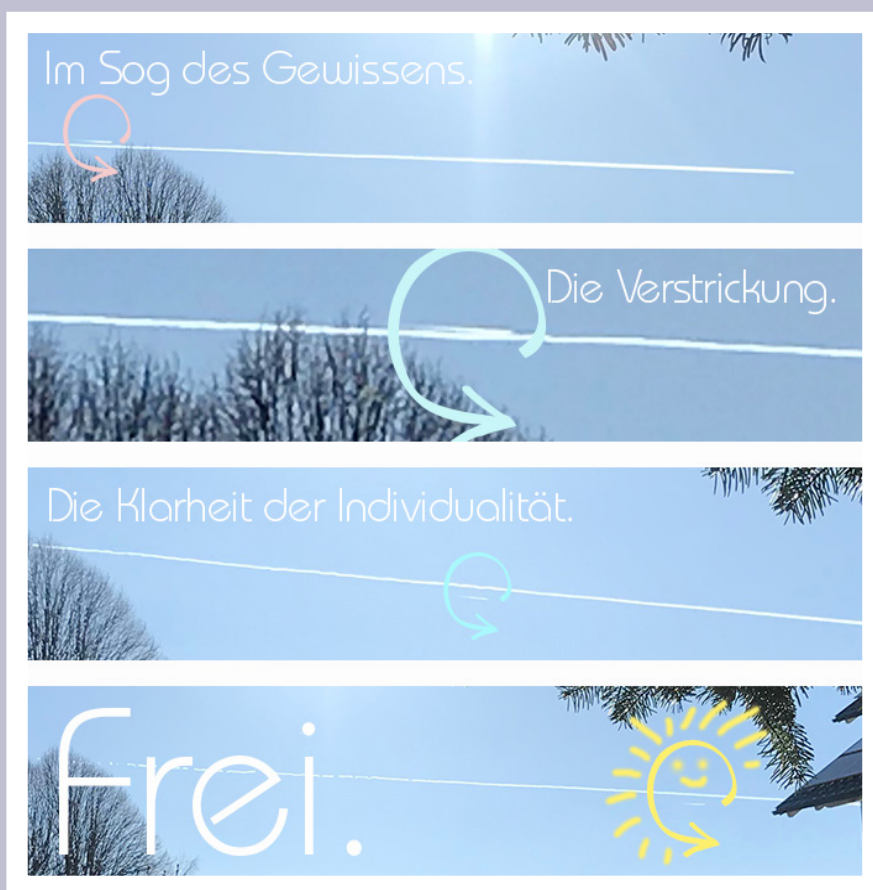 Im Sog des Gewissens.
Die Verstrickung.
Die Klarheit der Individualität.
Frei.